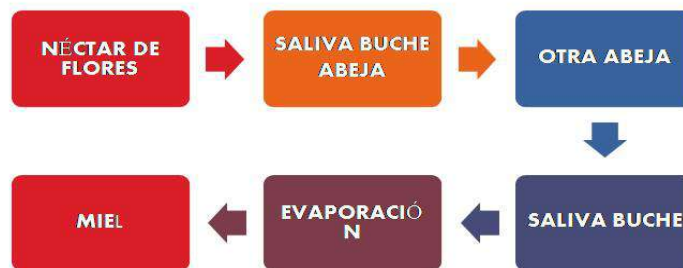 NÉCTAR DE
FLORES
SALIVA BUCHE
ABEJA
OTRA ABEJA
SALIVA BUCHE
EVAPORACIÓ
N
MIEL